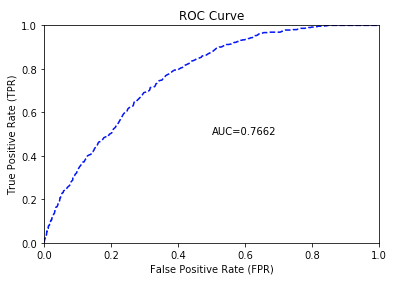 ROC Curve
True Positive Rate (TPR)
1.0
0.8
0.6
0.4
0.2
0.0
AUC=0.7662
0.0 0.2 0.4 0.6 0.8 1.0
False Positive Rate (FPR)